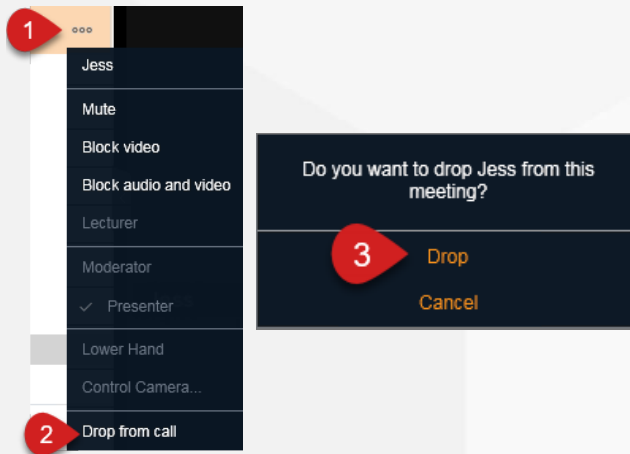 1
Jess
Mute
Block video
Block audio and video
Lecturer
Moderator
Presenter
Lower Hand
Control Camera...
2
Drop from call
Do you want to drop Jess from this
meeting?
3
Drop
Cancel